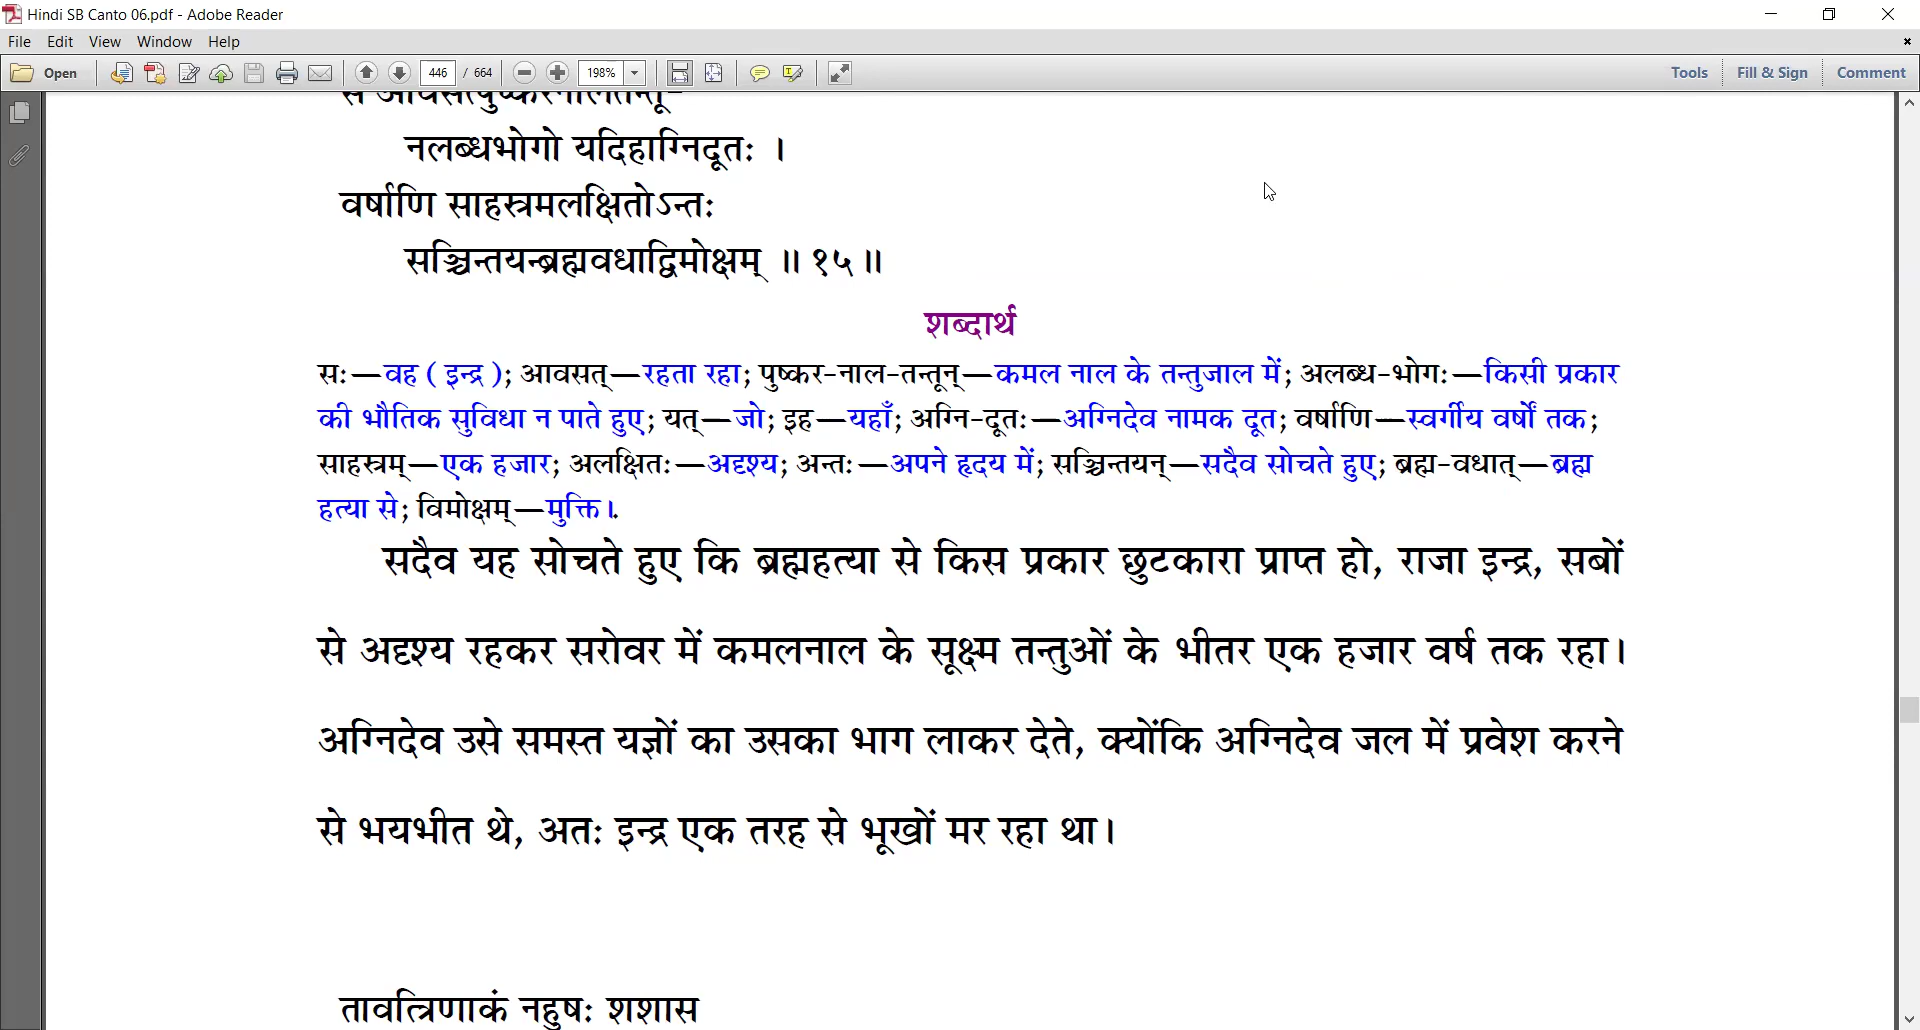 Hindi SB Canto 06.pdf - Adobe Reader
File Edit View Window Help
Open 446 / 664 198% Tools Fill & Sign Comment
स आवसत्पुष्करनालतन्तू-
नलब्धभोगो यदिहाग्निदूतः ।
वर्षाणि साहस्रमलक्षितोऽन्तः
सञ्चिन्तयन्ब्रह्मवधाद्विमोक्षम् ॥ १५॥
शब्दार्थ
सः—वह ( इन्द्र ); आवसत्—रहता रहा; पुष्कर-नाल-तन्तून्—कमल नाल के तन्तुजाल में; अलब्ध-भोगः—किसी प्रकार
की भौतिक सुविधा न पाते हुए; यत्—जो; इह—यहाँ; अग्नि-दूतः—अग्निदेव नामक दूत; वर्षाणि—स्वर्गीय वर्षों तक;
साहस्त्रम्—एक हजार; अलक्षितः—अदृश्य; अन्तः—अपने हृदय में; सञ्चिन्तयन्—सदैव सोचते हुए; ब्रह्म-वधात्—ब्रह्म
हत्या से; विमोक्षम्—मुक्ति।.
सदैव यह सोचते हुए कि ब्रह्महत्या से किस प्रकार छुटकारा प्राप्त हो, राजा इन्द्र, सबों
से अदृश्य रहकर सरोवर में कमलनाल के सूक्ष्म तन्तुओं के भीतर एक हजार वर्ष तक रहा।
अग्निदेव उसे समस्त यज्ञों का उसका भाग लाकर देते, क्योंकि अग्निदेव जल में प्रवेश करने
से भयभीत थे, अतः इन्द्र एक तरह से भूखों मर रहा था।
तावत्त्रिणाकं नहुषः शशास